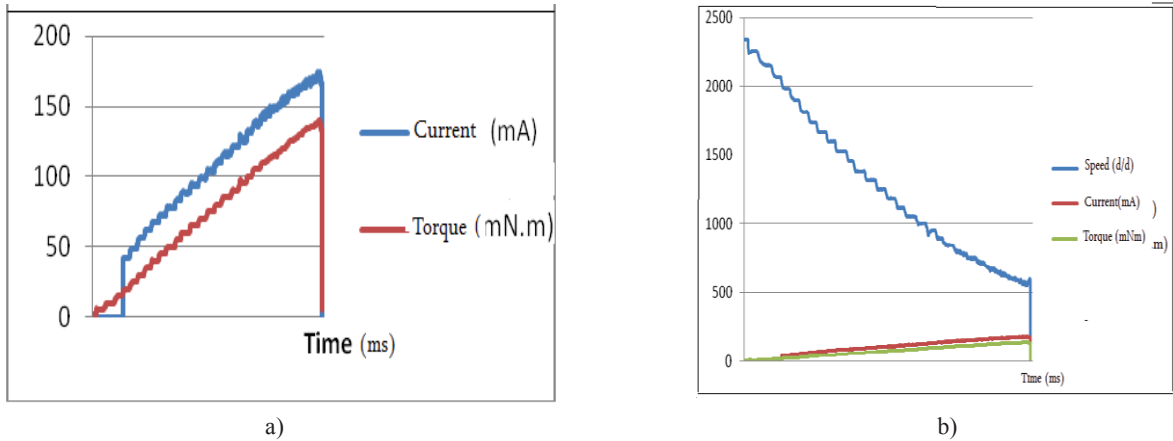 200
150
100
50
0
Current (mA)
Torque (mN.m)
Time (ms)
a)
2500
2000
1500
1000
500
0
Speed (d/d)
Current(mA) )
Torque (mNm) .m)
Time (ms)
b)